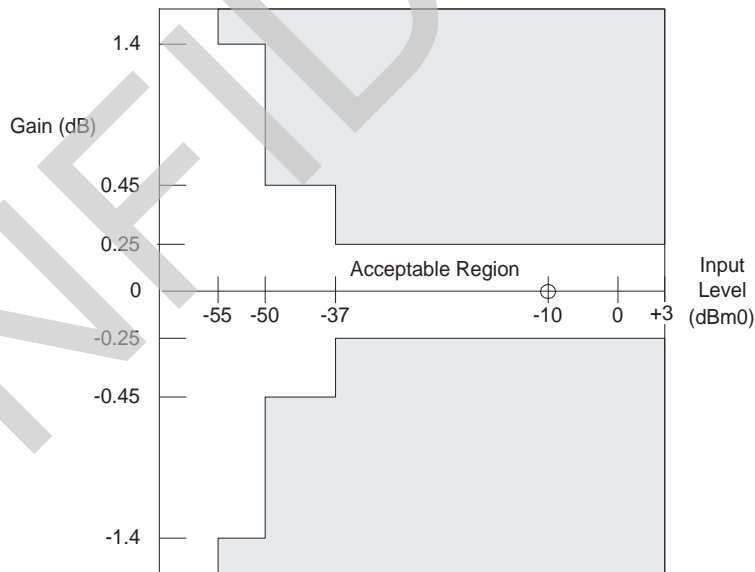 1.4
Gain (dB)
0.45
0.25
Acceptable Region
0
-55 -50 -37 -10 0 +3
Input
Level
(dBm0)
-0.25
-0.45
-1.4
NFID